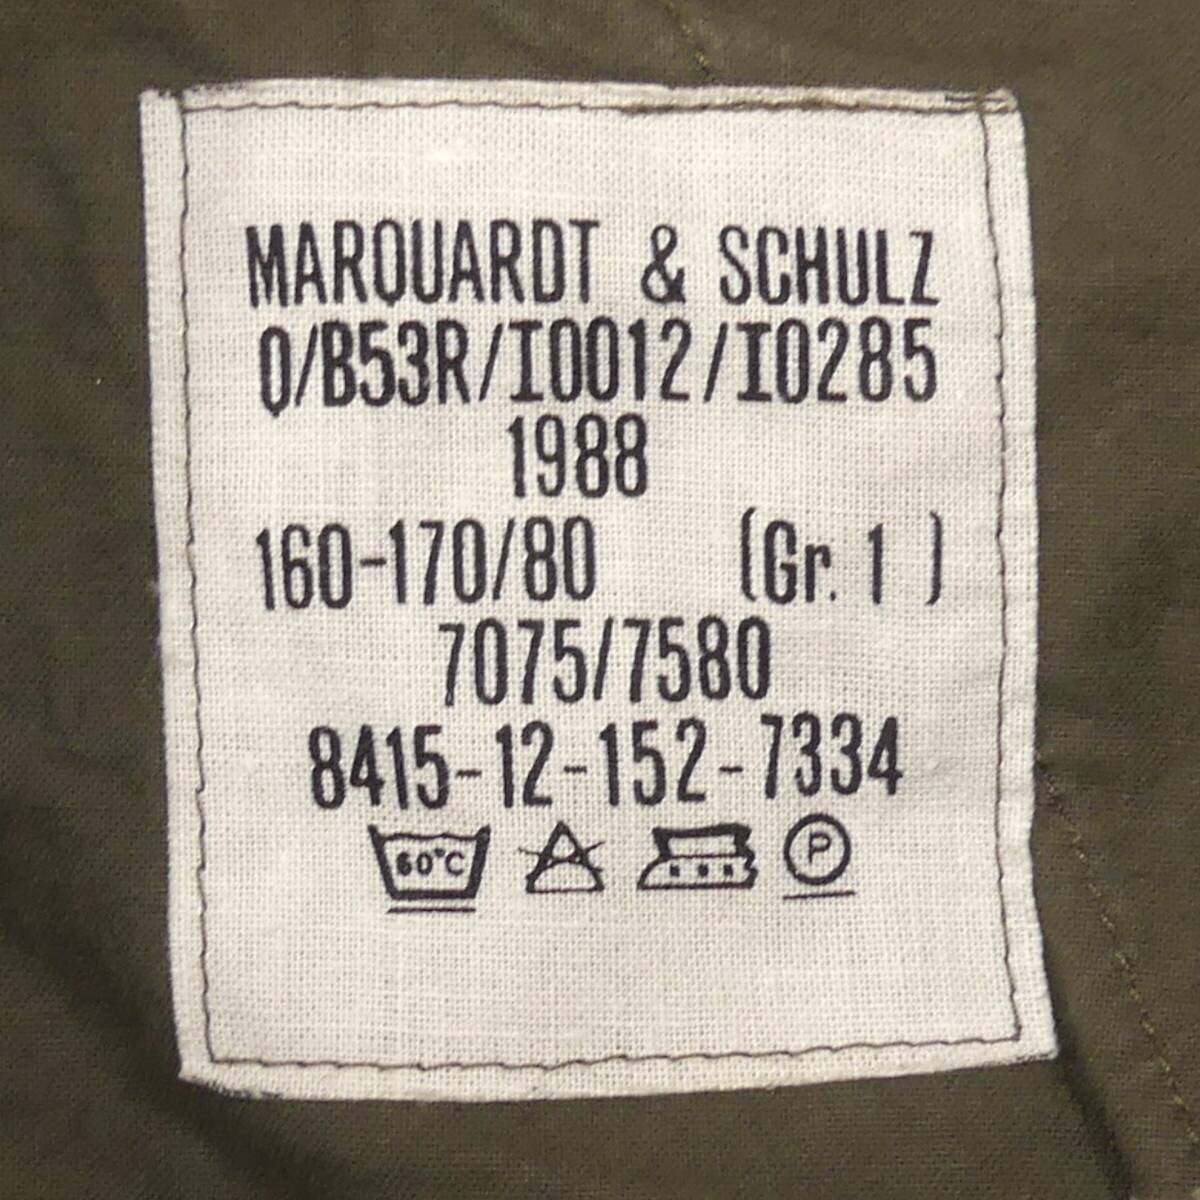 MARQUARDT & SCHULZ
Q/B53R/I0012/I0285
1988
160-170/80 (Gr. 1 )
7075/7580
8415-12-152-7334
60°C P